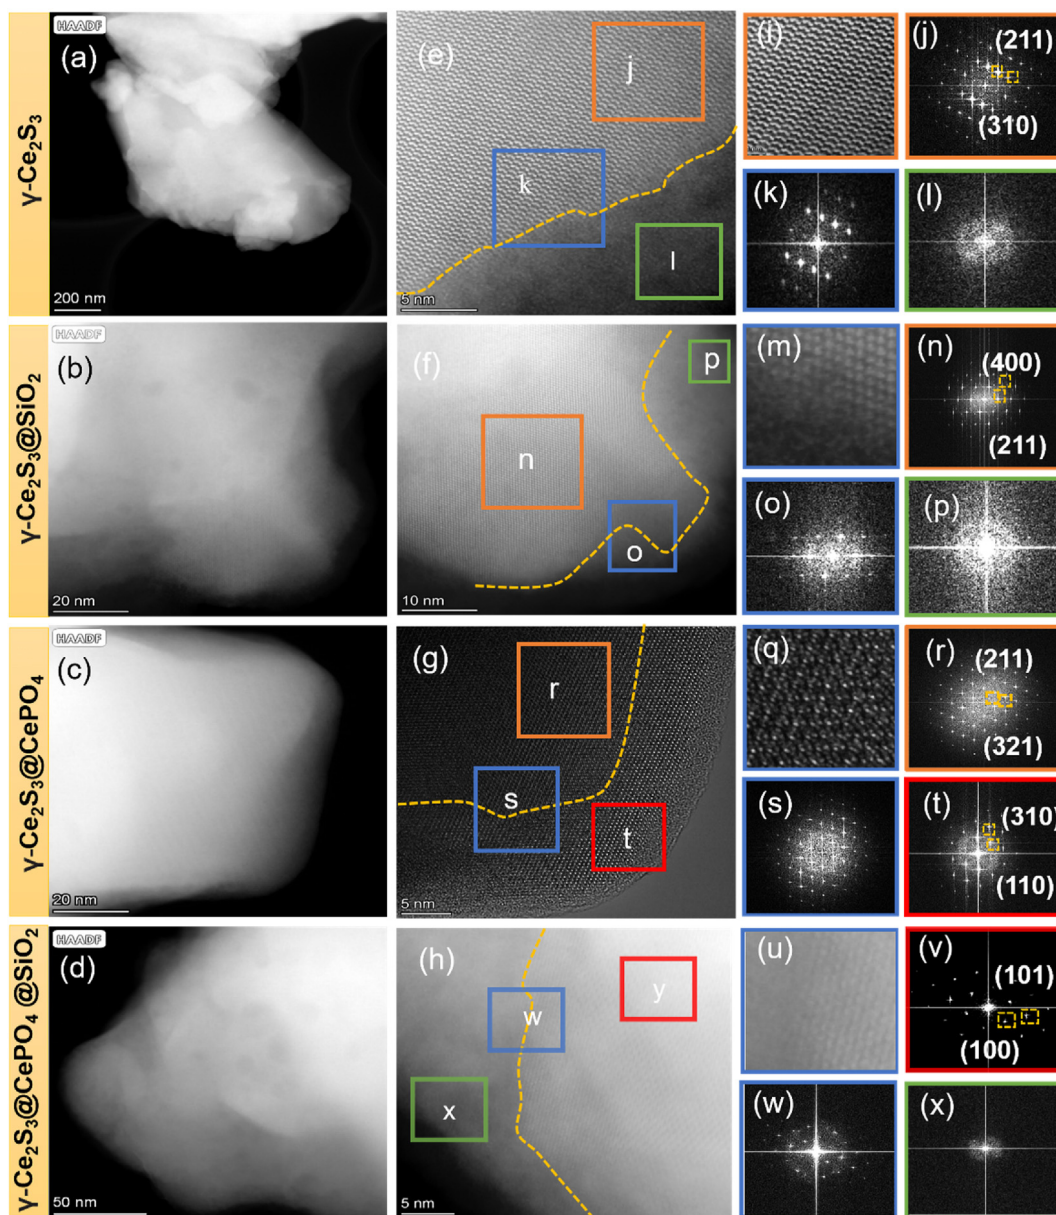 γ-Ce₂S₃
HAADF
(a)
200 nm
(e)
j
k
l
5 nm
(i)
(j)
(211)
(310)
(k)
(l)
γ-Ce₂S₃@SiO₂
HAADF
(b)
20 nm
(f)
p
n
o
10 nm
(m)
(n)
(400)
(211)
(o)
(p)
γ-Ce₂S₃@CePO₄
HAADF
(c)
20 nm
(g)
r
s
t
5 nm
(q)
(r)
(211)
(321)
(s)
(t)
(310)
(110)
γ-Ce₂S₃@CePO₄ @SiO₂
HAADF
(d)
50 nm
(h)
y
w
x
5 nm
(u)
(v)
(101)
(100)
(w)
(x)